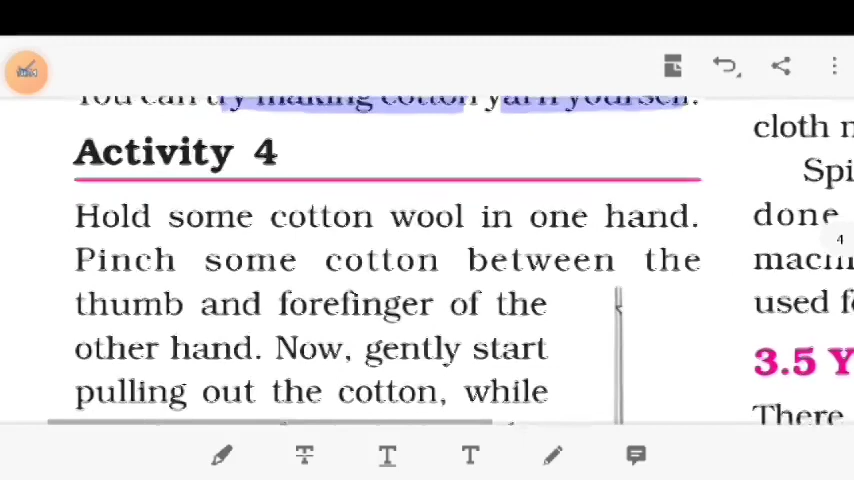 You can try making cotton yarn yourself.
Activity 4
Hold some cotton wool in one hand.
Pinch some cotton between the
thumb and forefinger of the
other hand. Now, gently start
pulling out the cotton, while
cloth
Spi
done
4
used
3.5 Y
There
T
T
T